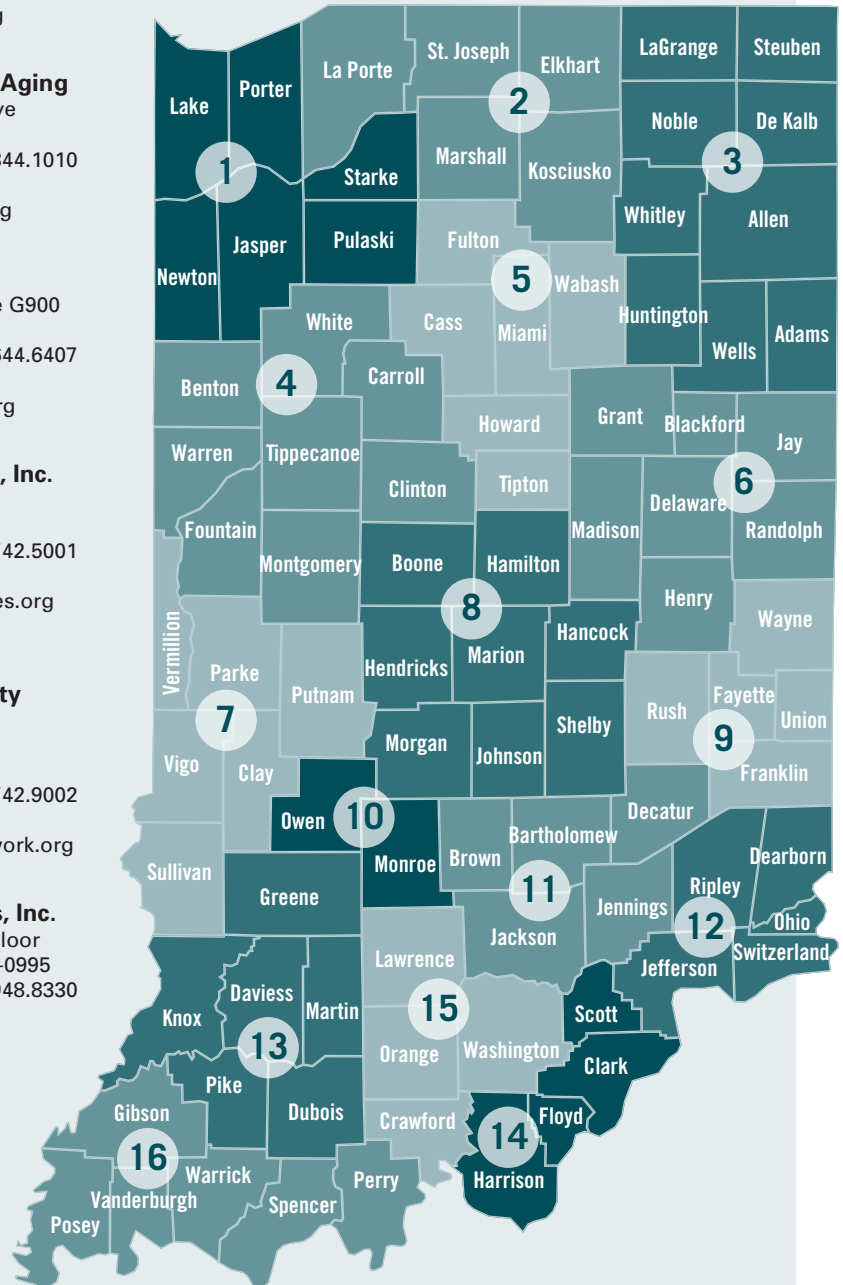 g
Aging
ve
344.1010
g
e G900
644.6407
rg
, Inc.
742.5001
es.org
ty
742.9002
vork.org
s, Inc.
loor
-0995
948.8330
Lake
Porter
La Porte
St. Joseph
Elkhart
LaGrange
Steuben
2
Noble
De Kalb
1
Starke
Marshall
Kosciusko
3
Newton
Jasper
Pulaski
Fulton
Whitley
Allen
5
Wabash
White
Cass
Miami
Huntington
Wells
Adams
Benton
4
Carroll
Howard
Grant
Blackford
Jay
Warren
Tippecanoe
Clinton
Tipton
6
Fountain
Madison
Delaware
Randolph
Montgomery
Boone
Hamilton
Henry
Wayne
8
Vermillion
Parke
Putnam
Hendricks
Marion
Hancock
7
Rush
Fayette
Union
Vigo
Clay
Morgan
Johnson
Shelby
9
Franklin
Owen
10
Monroe
Brown
Bartholomew
Decatur
Sullivan
Greene
11
Jennings
Ripley
Dearborn
Jackson
12
Ohio
Lawrence
Jefferson
Switzerland
Knox
Daviess
Martin
15
Scott
13
Orange
Washington
Clark
Pike
Gibson
Dubois
Crawford
Floyd
14
16
Warrick
Perry
Harrison
Vanderburgh
Spencer
Posey